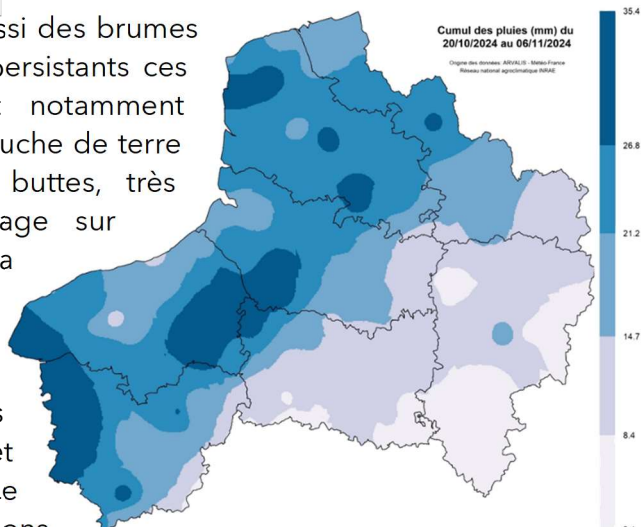 ssi des brumes
persistants ces
notamment
uche de terre
buttes, très
age sur
a
et
Cumul des pluies (mm) du
20/10/2024 au 06/11/2024
Origine des données: ARVALIS - Météo-France
Réseau national agroclimatique INRAE
35.4
26.8
21.2
14.7
8.4